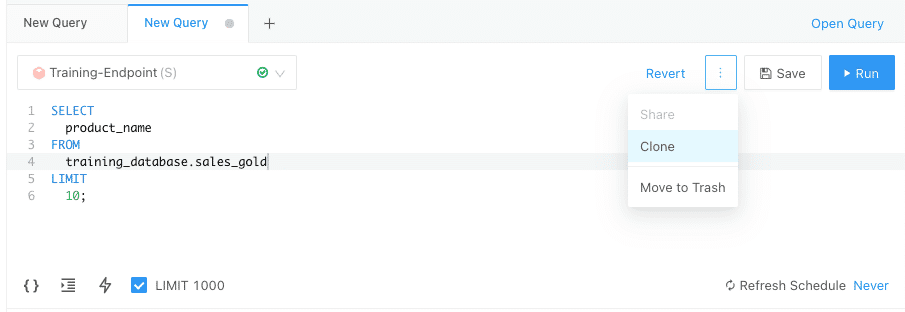 New Query
New Query
+
Open Query
Training-Endpoint (S)
Revert
Save
Run
Share
Clone
Move to Trash
1 SELECT
2 product_name
3 FROM
4 training_database.sales_gold
5 LIMIT
6 10;
{}
LIMIT 1000
Refresh Schedule Never